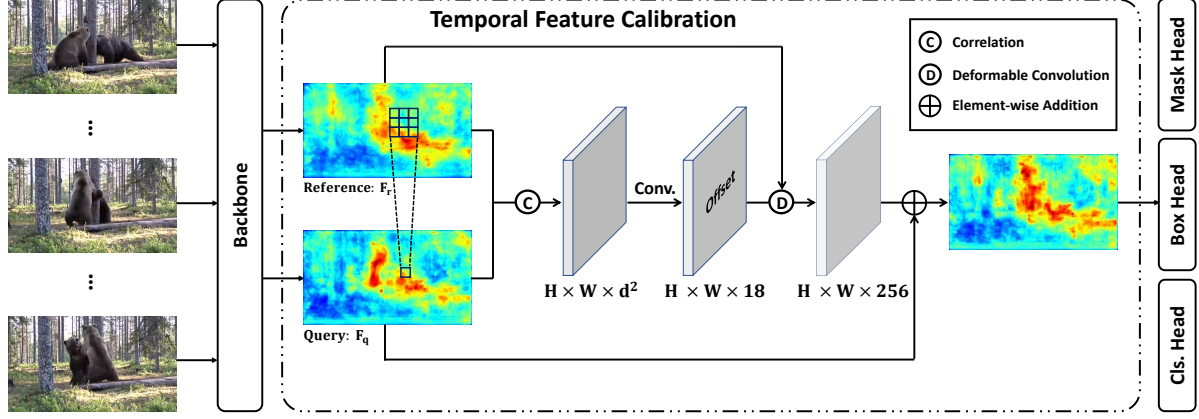 Temporal Feature Calibration
C Correlation
D Deformable Convolution
Element-wise Addition
Backbone
Reference: Fᵣ
C
Conv.
Offset
D
H × W × d²
H × W × 18
H × W × 256
Query: F_q
Mask Head
Box Head
Cls. Head